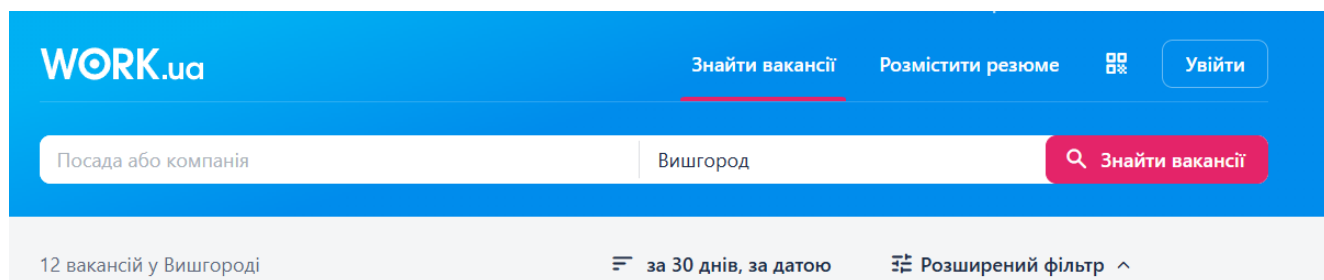 WORK.ua
Знайти вакансії Розмістити резюме Увійти
Посада або компанія Вишгород Знайти вакансії
12 вакансій у Вишгороді за 30 днів, за датою Розширений фільтр